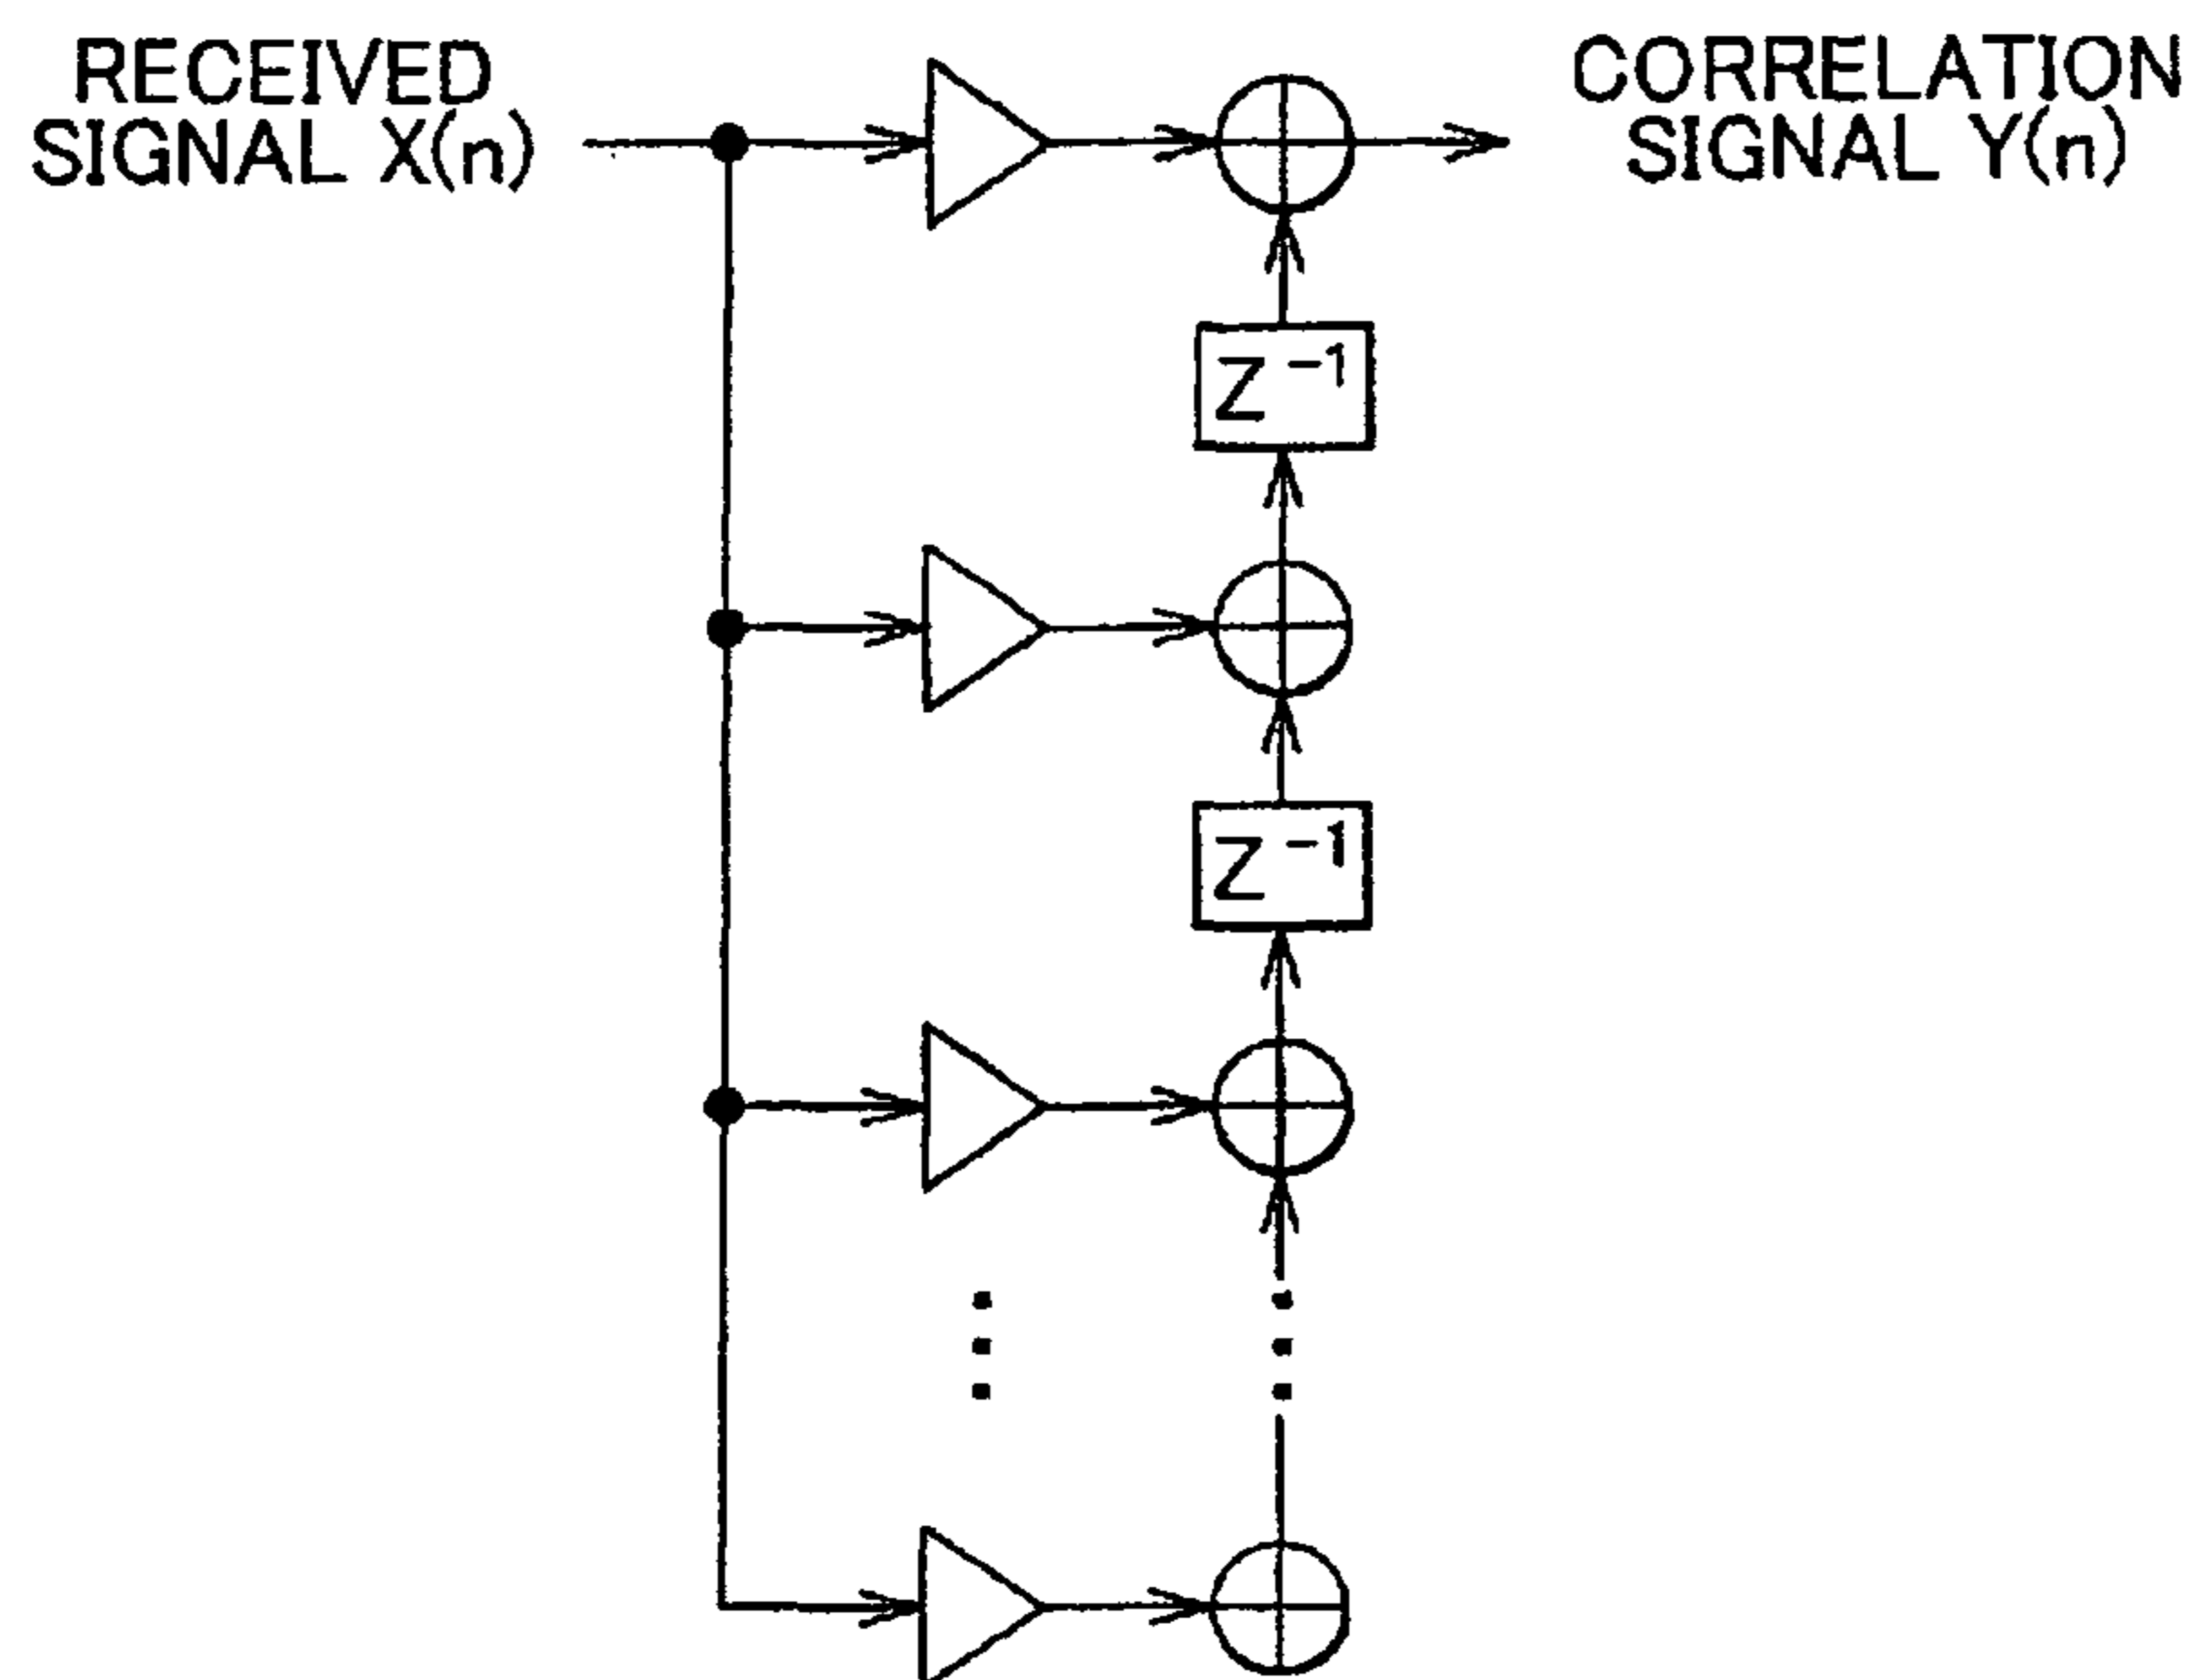 RECEIVED
SIGNAL X(n)
CORRELATION
SIGNAL Y(n)
Z⁻¹
Z⁻¹